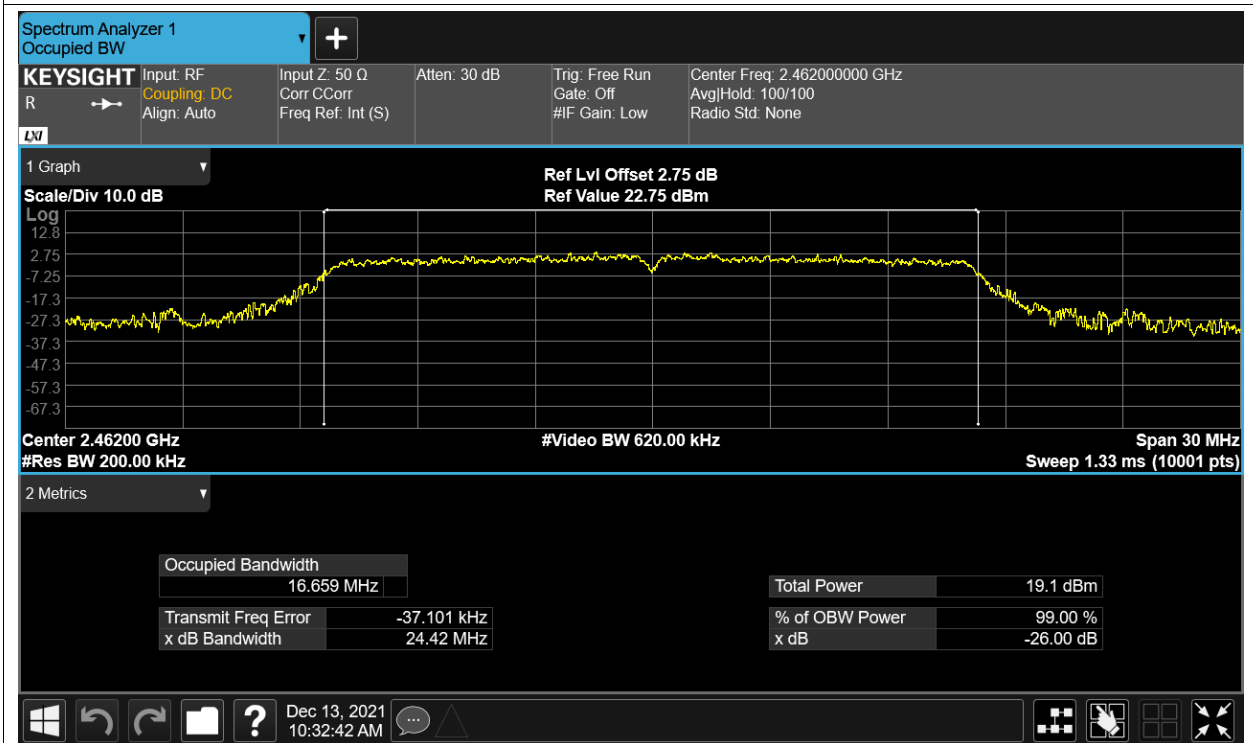 Spectrum Analyzer 1
Occupied BW
KEYSIGHT
R
LXI
Input: RF
Coupling: DC
Align: Auto
Input Z: 50 Ω
Corr CCorr
Freq Ref: Int (S)
Atten: 30 dB
Trig: Free Run
Gate: Off
#IF Gain: Low
Center Freq: 2.462000000 GHz
Avg|Hold: 100/100
Radio Std: None
1 Graph
Scale/Div 10.0 dB
Ref Lvl Offset 2.75 dB
Ref Value 22.75 dBm
Log
12.8
2.75
-7.25
-17.3
-27.3
-37.3
-47.3
-57.3
-67.3
Center 2.46200 GHz
#Video BW 620.00 kHz
Span 30 MHz
#Res BW 200.00 kHz
Sweep 1.33 ms (10001 pts)
2 Metrics
Occupied Bandwidth
16.659 MHz
Total Power 19.1 dBm
Transmit Freq Error -37.101 kHz
% of OBW Power 99.00 %
x dB Bandwidth 24.42 MHz
x dB -26.00 dB
Dec 13, 2021
10:32:42 AM